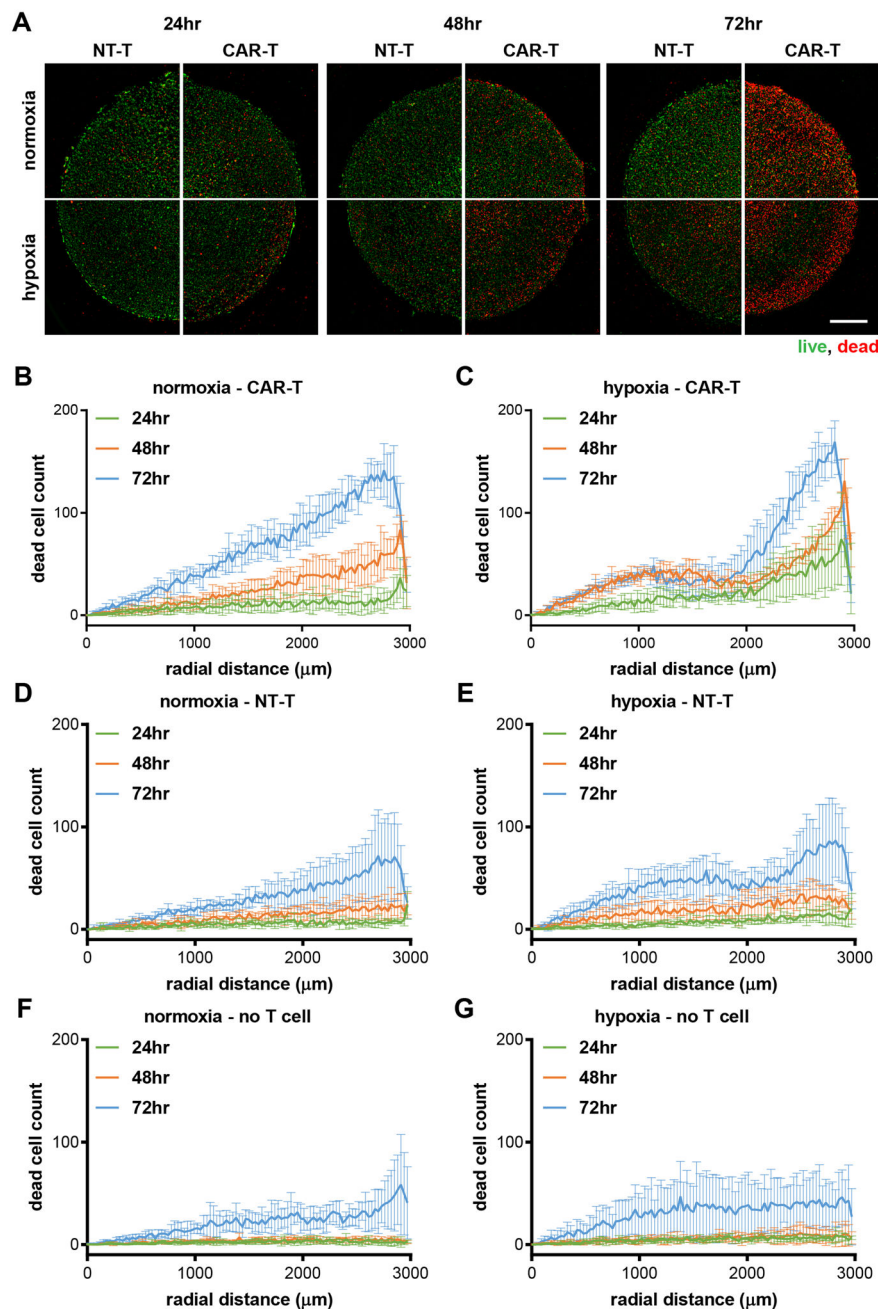 A
24hr 48hr 72hr
NT-T CAR-T NT-T CAR-T NT-T CAR-T
normoxia
hypoxia
live, dead
B
normoxia - CAR-T
24hr
48hr
72hr
dead cell count
200
100
0
0 1000 2000 3000
radial distance (μm)
C
hypoxia - CAR-T
24hr
48hr
72hr
dead cell count
200
100
0
0 1000 2000 3000
radial distance (μm)
D
normoxia - NT-T
24hr
48hr
72hr
dead cell count
200
100
0
0 1000 2000 3000
radial distance (μm)
E
hypoxia - NT-T
24hr
48hr
72hr
dead cell count
200
100
0
0 1000 2000 3000
radial distance (μm)
F
normoxia - no T cell
24hr
48hr
72hr
dead cell count
200
100
0
0 1000 2000 3000
radial distance (μm)
G
hypoxia - no T cell
24hr
48hr
72hr
dead cell count
200
100
0
0 1000 2000 3000
radial distance (μm)